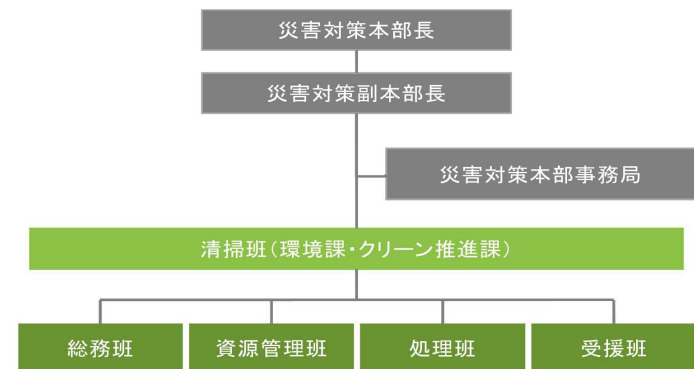 災害対策本部長
災害対策副本部長
災害対策本部事務局
清掃班(環境課・クリーン推進課)
総務班
資源管理班
処理班
受援班